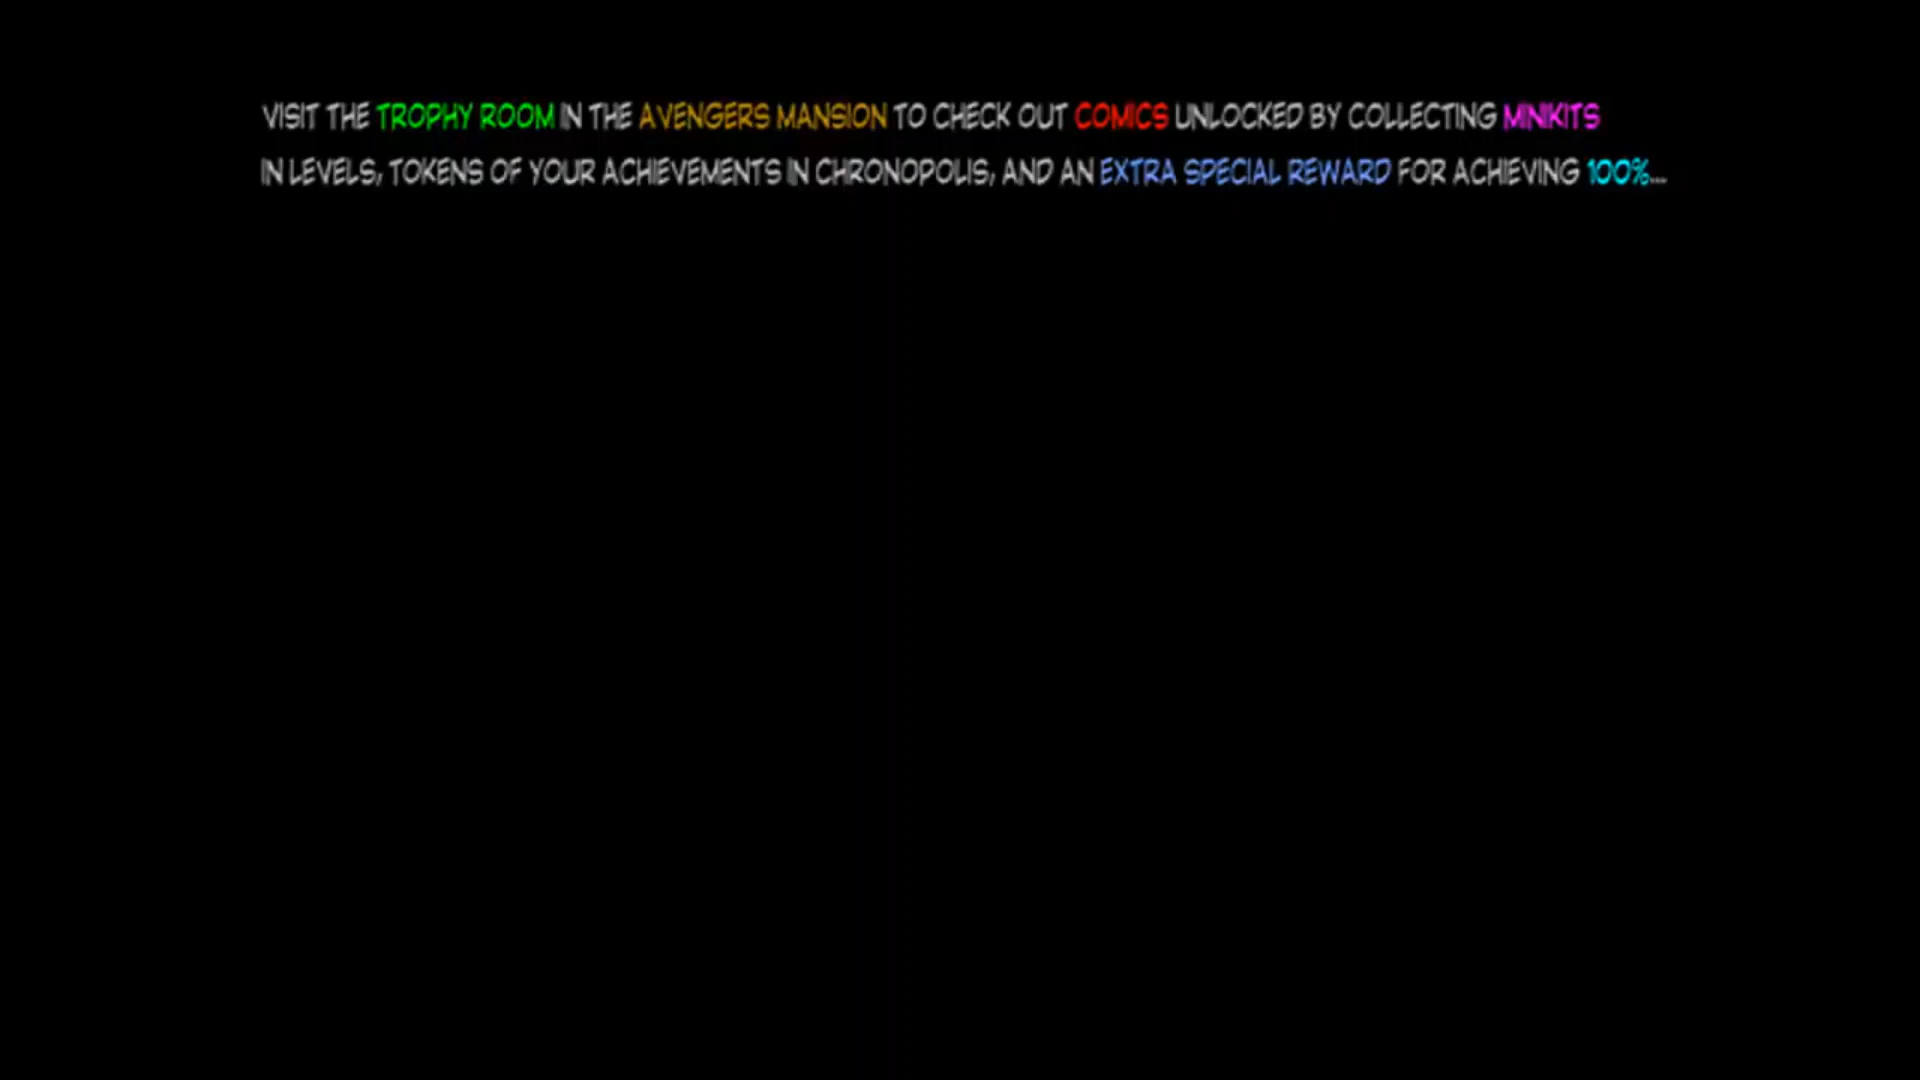 VISIT THE TROPHY ROOM IN THE AVENGERS MANSION TO CHECK OUT COMICS UNLOCKED BY COLLECTING MINIKITS
IN LEVELS, TOKENS OF YOUR ACHIEVEMENTS IN CHRONOPOLIS, AND AN EXTRA SPECIAL REWARD FOR ACHIEVING 100%...